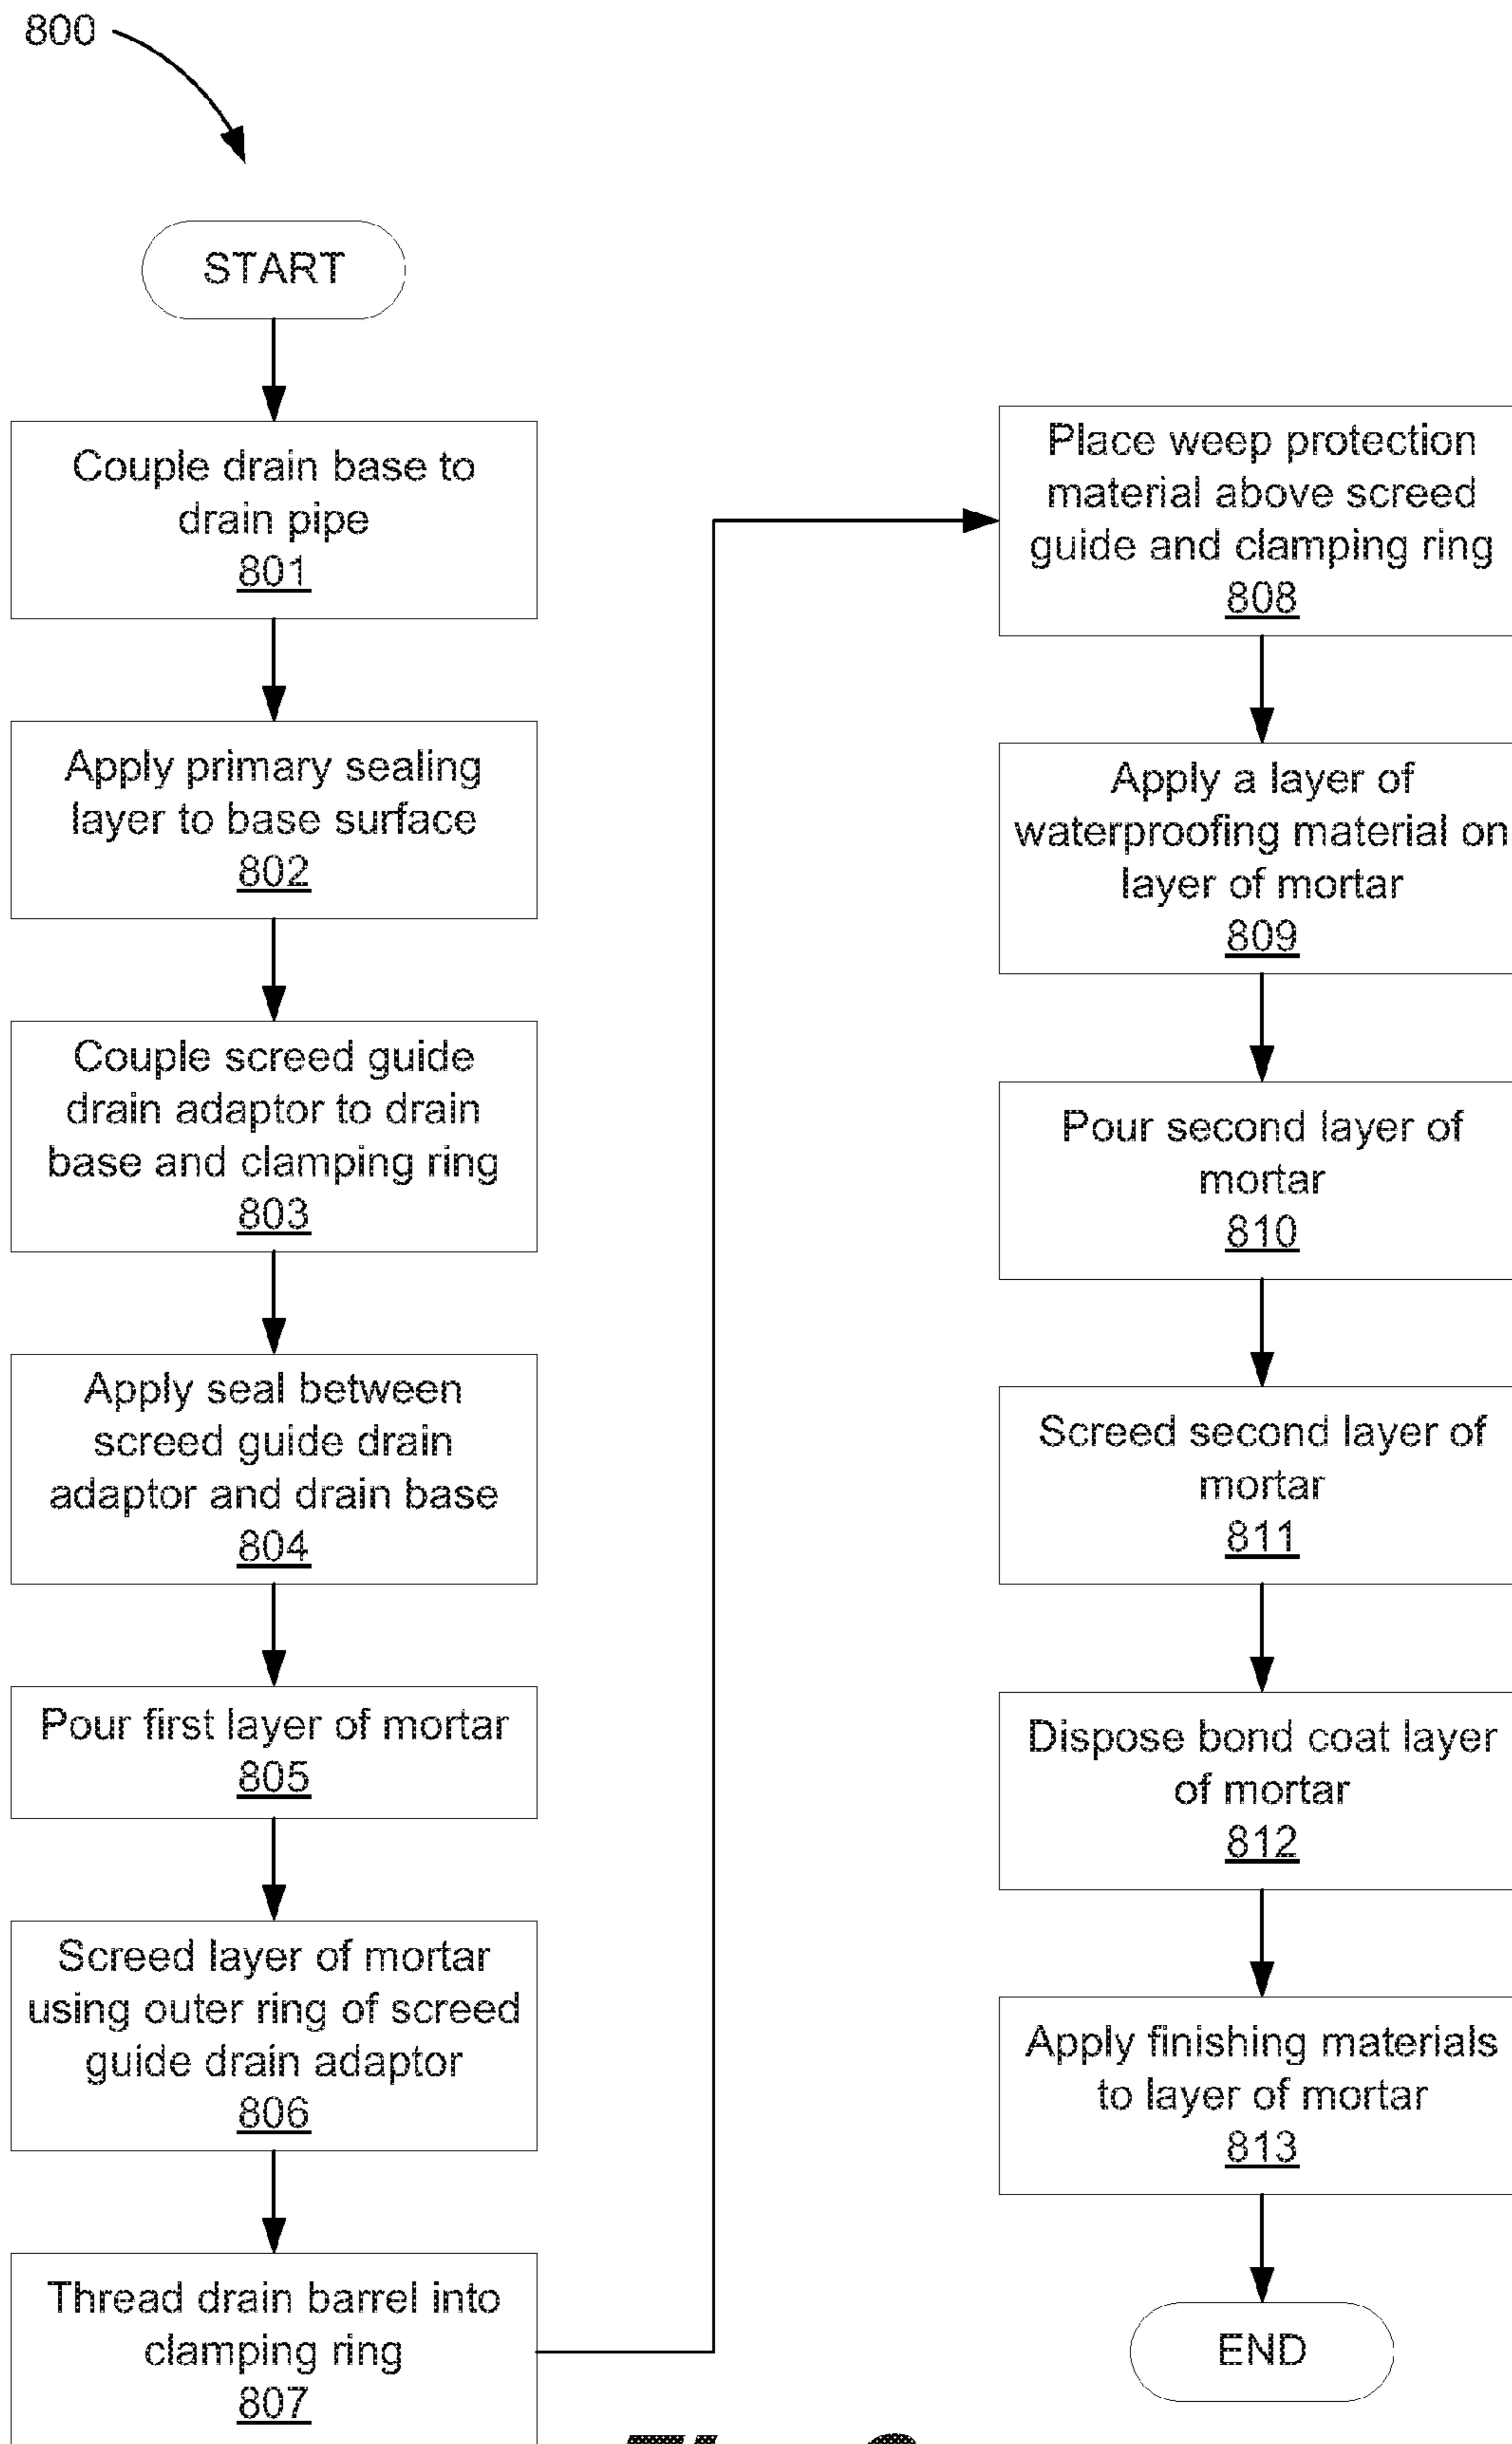 800
START
Couple drain base to
drain pipe
801
Apply primary sealing
layer to base surface
802
Couple screed guide
drain adaptor to drain
base and clamping ring
803
Apply seal between
screed guide drain
adaptor and drain base
804
Pour first layer of mortar
805
Screed layer of mortar
using outer ring of screed
guide drain adaptor
806
Thread drain barrel into
clamping ring
807
Place weep protection
material above screed
guide and clamping ring
808
Apply a layer of
waterproofing material on
layer of mortar
809
Pour second layer of
mortar
810
Screed second layer of
mortar
811
Dispose bond coat layer
of mortar
812
Apply finishing materials
to layer of mortar
813
END